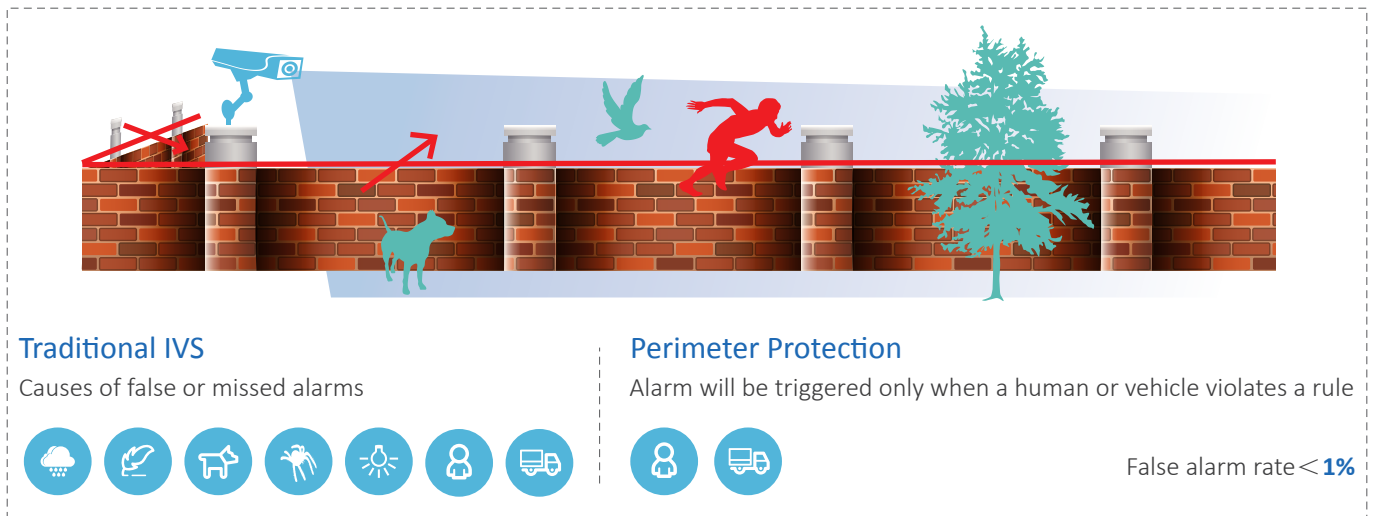 Traditional IVS
Causes of false or missed alarms
Perimeter Protection
Alarm will be triggered only when a human or vehicle violates a rule
False alarm rate < 1%